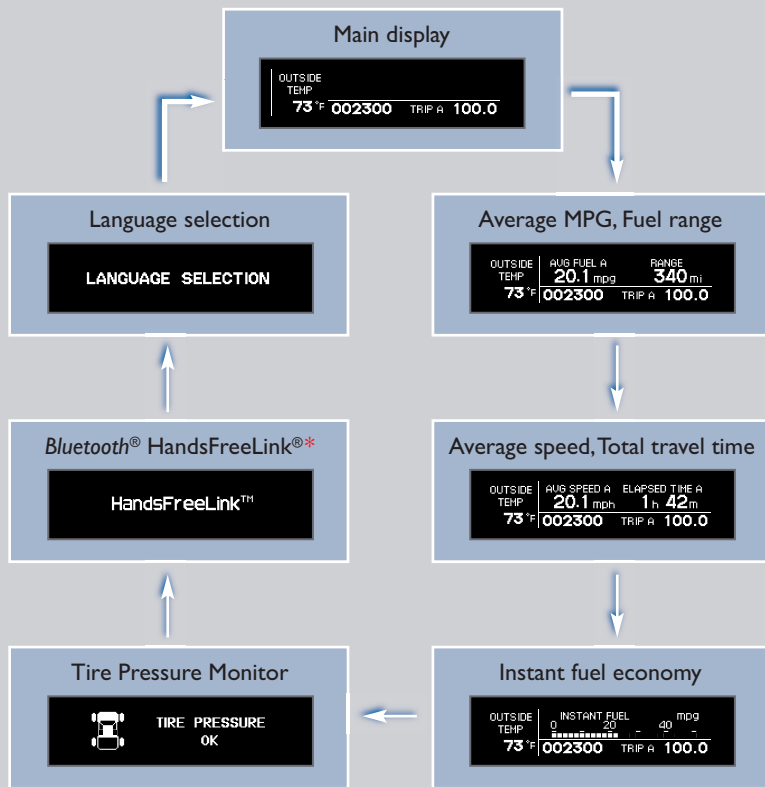 Main display
OUTSIDE
TEMP
73 °F 002300 TRIP A 100.0
Language selection
LANGUAGE SELECTION
Average MPG, Fuel range
OUTSIDE AVG FUEL A RANGE
TEMP 20.1 mpg 340 mi
73 °F 002300 TRIP A 100.0
Bluetooth® HandsFreeLink®*
HandsFreeLink™
Average speed, Total travel time
OUTSIDE AVG SPEED A ELAPSED TIME A
TEMP 20.1 mph 1 h 42 m
73 °F 002300 TRIP A 100.0
Tire Pressure Monitor
TIRE PRESSURE
OK
Instant fuel economy
OUTSIDE INSTANT FUEL mpg
TEMP 0 20 40
73 °F 002300 TRIP A 100.0